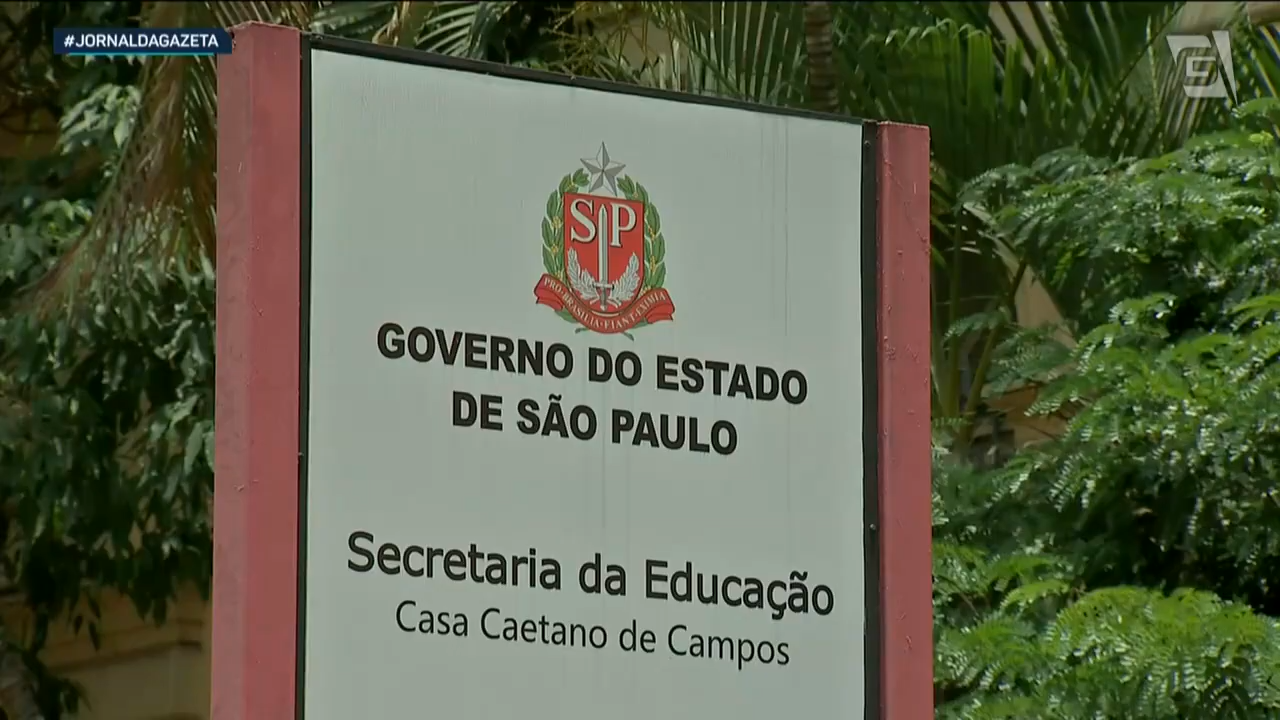 #JORNALDAGAZETA
SP
PRO·BRASILIA·FIANT·EXIMIA
GOVERNO DO ESTADO
DE SÃO PAULO
Secretaria da Educação
Casa Caetano de Campos